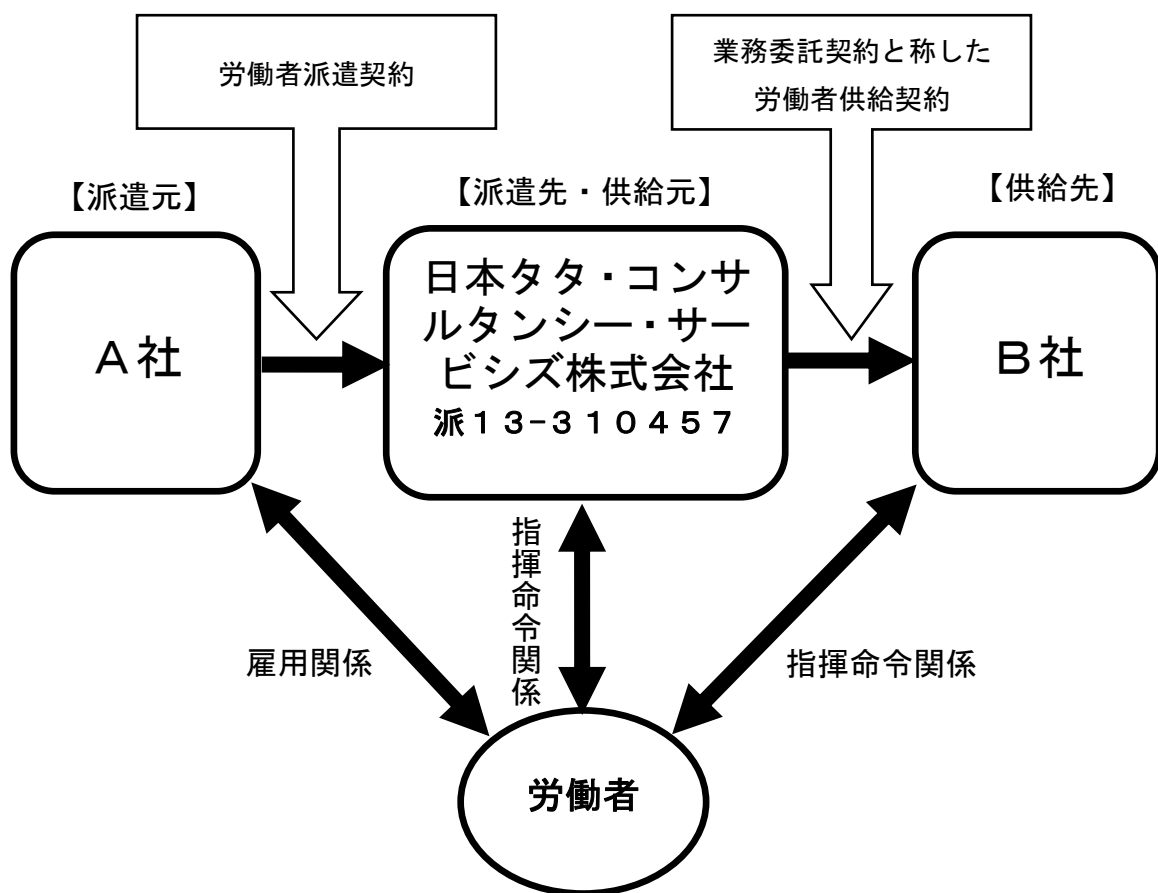 労働者派遣契約
業務委託契約と称した
労働者供給契約
【派遣元】
【派遣先・供給元】
【供給先】
Ａ社
日本タタ・コンサ
ルタンシー・サー
ビシズ株式会社
派１３-３１０４５７
Ｂ社
雇用関係
指揮命令関係
指揮命令関係
労働者